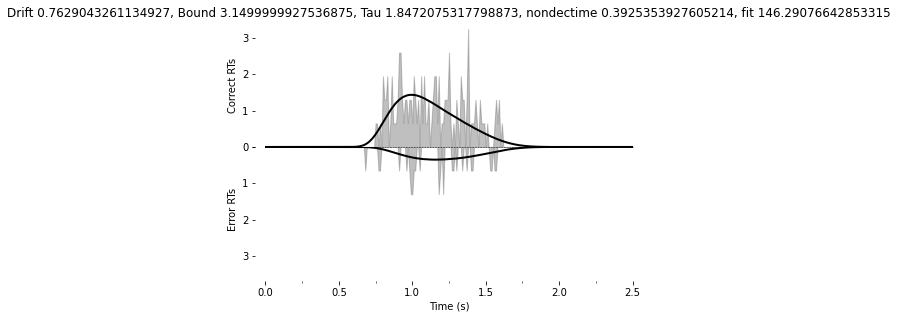 Drift 0.7629043261134927, Bound 3.1499999927536875, Tau 1.8472075317798873, nondectime 0.3925353927605214, fit 146.29076642853315
Correct RTs
3
2
1
0
1
2
3
Error RTs
0.0 0.5 1.0 1.5 2.0 2.5
Time (s)